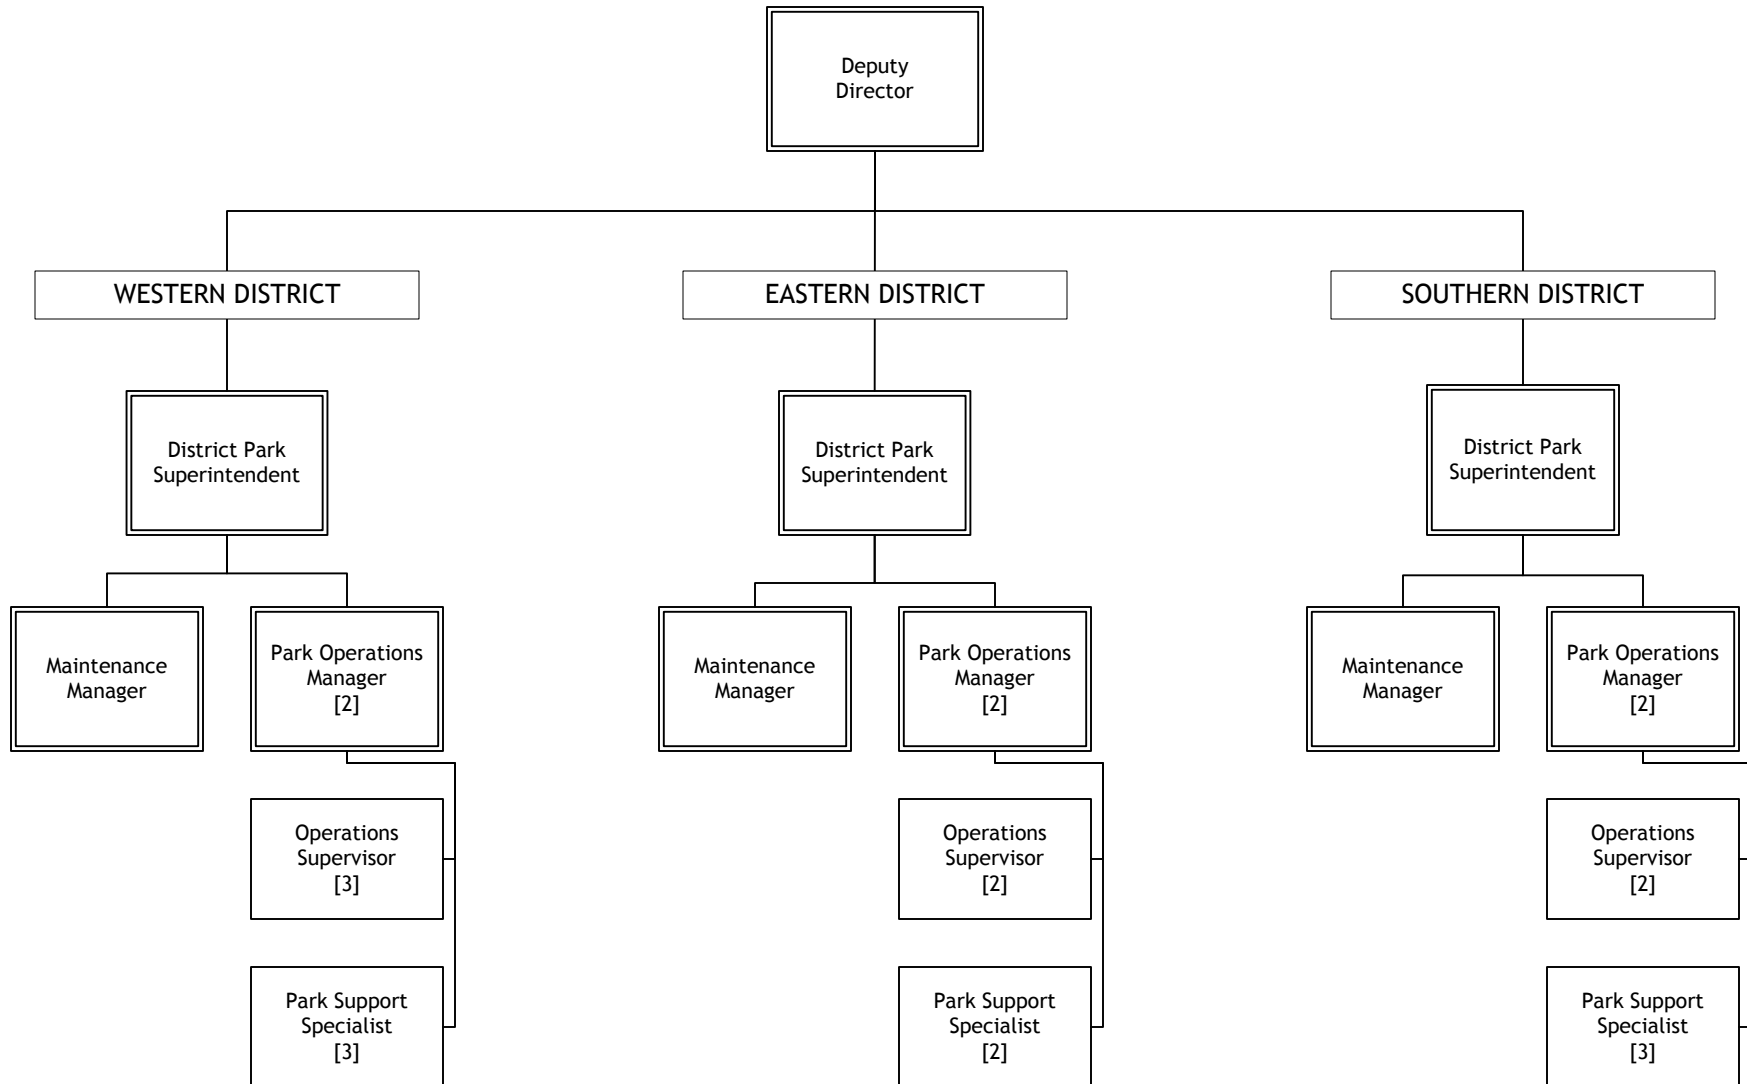 Deputy
Director
WESTERN DISTRICT
EASTERN DISTRICT
SOUTHERN DISTRICT
District Park
Superintendent
District Park
Superintendent
District Park
Superintendent
Maintenance
Manager
Park Operations
Manager
[2]
Maintenance
Manager
Park Operations
Manager
[2]
Maintenance
Manager
Park Operations
Manager
[2]
Operations
Supervisor
[3]
Operations
Supervisor
[2]
Operations
Supervisor
[2]
Park Support
Specialist
[3]
Park Support
Specialist
[2]
Park Support
Specialist
[3]